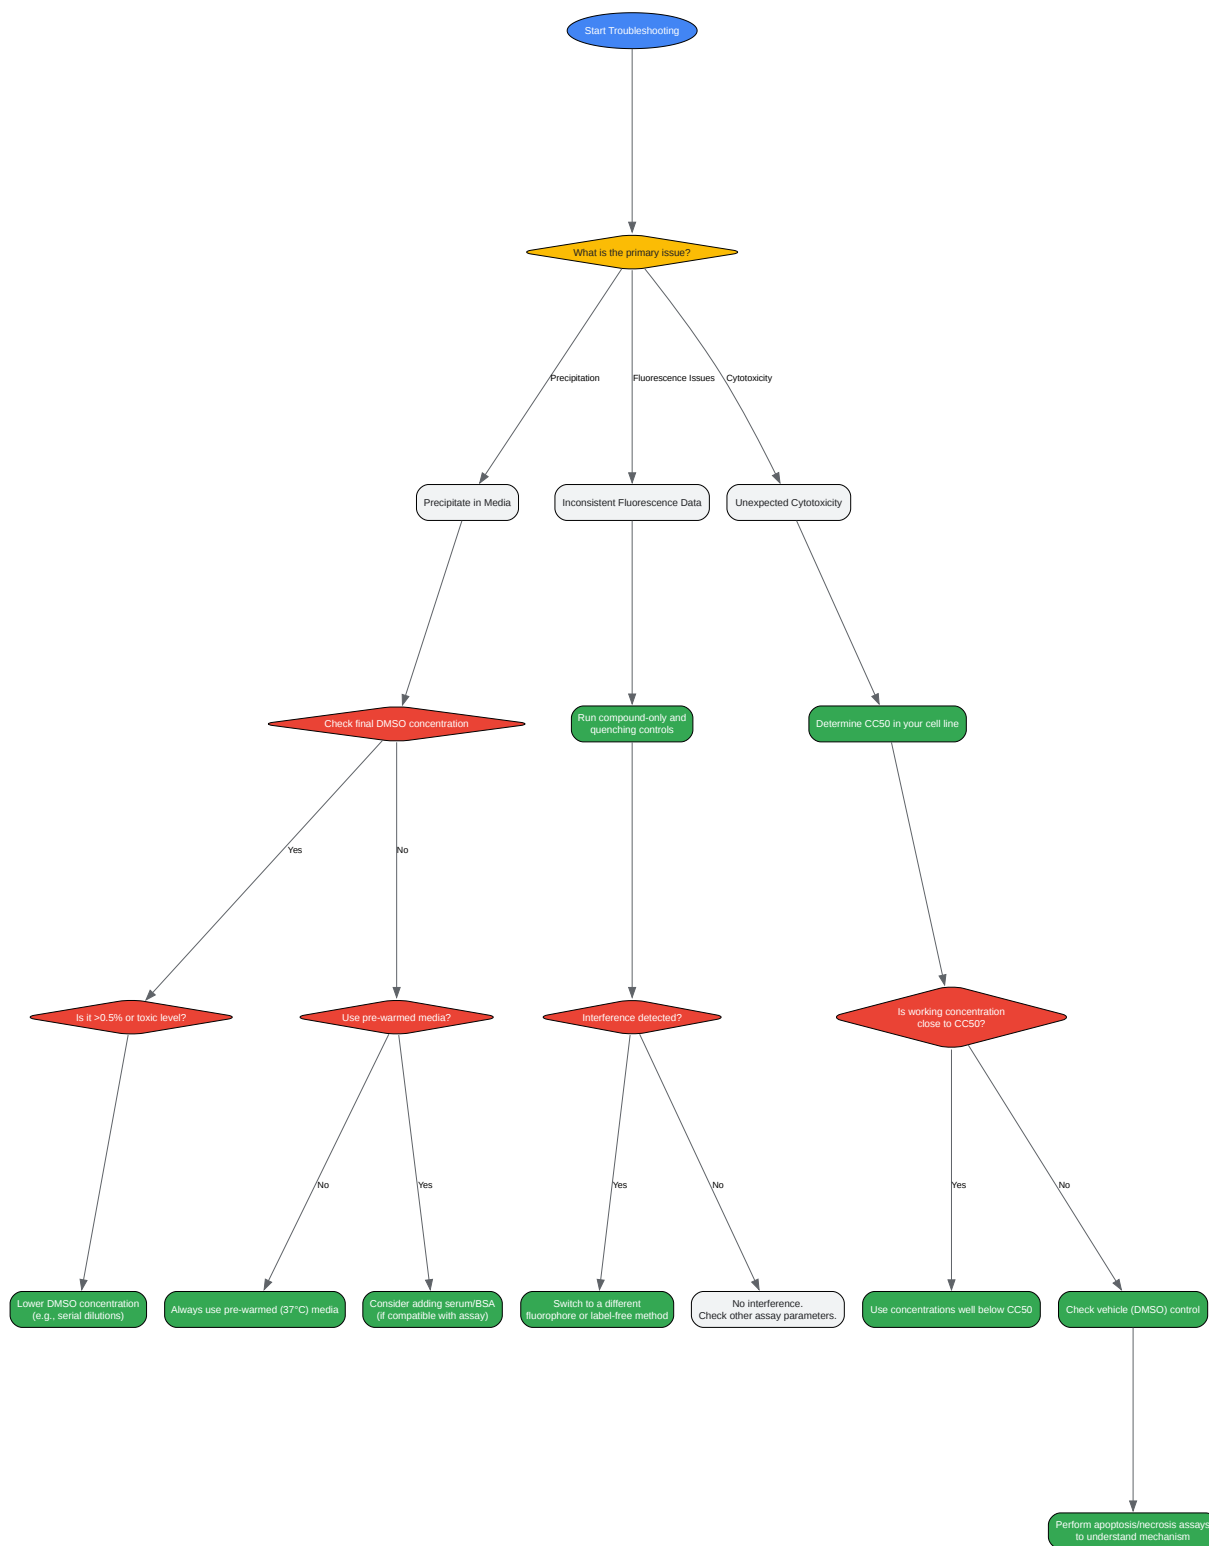 Start Troubleshooting
What is the primary issue?
Precipitation
Fluorescence Issues
Cytotoxicity
Precipitate in Media
Inconsistent Fluorescence Data
Unexpected Cytotoxicity
Check final DMSO concentration
Run compound-only and
quenching controls
Determine CC50 in your cell line
Yes
No
Is it >0.5% or toxic level?
Use pre-warmed media?
Interference detected?
Is working concentration
close to CC50?
No
Yes
Yes
No
Yes
No
Lower DMSO concentration
(e.g., serial dilutions)
Always use pre-warmed (37°C) media
Consider adding serum/BSA
(if compatible with assay)
Switch to a different
fluorophore or label-free method
No interference.
Check other assay parameters.
Use concentrations well below CC50
Check vehicle (DMSO) control
Perform apoptosis/necrosis assays
to understand mechanism